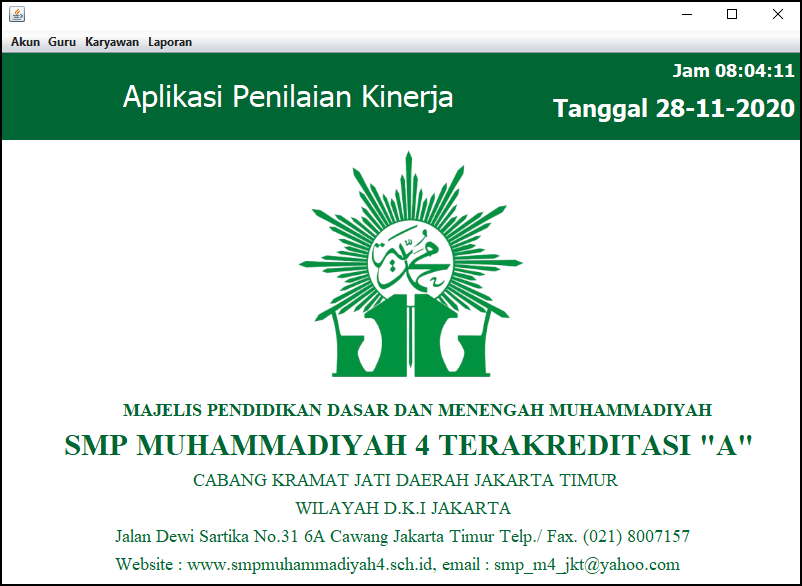 Akun Guru Karyawan Laporan
Jam 08:04:11
Aplikasi Penilaian Kinerja
Tanggal 28-11-2020
محمدية
MAJELIS PENDIDIKAN DASAR DAN MENENGAH MUHAMMADIYAH
SMP MUHAMMADIYAH 4 TERAKREDITASI "A"
CABANG KRAMAT JATI DAERAH JAKARTA TIMUR
WILAYAH D.K.I JAKARTA
Jalan Dewi Sartika No.31 6A Cawang Jakarta Timur Telp./ Fax. (021) 8007157
Website : www.smpmuhammadiyah4.sch.id, email : smp_m4_jkt@yahoo.com